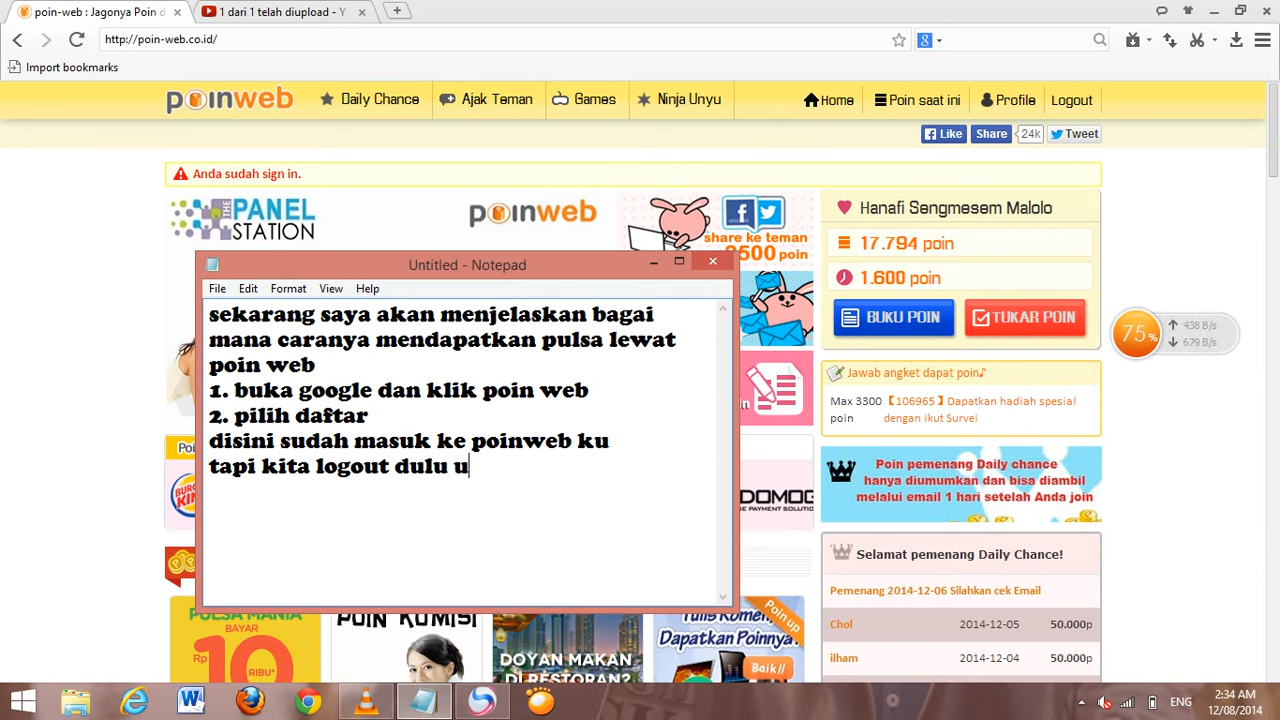 poin-web : Jagonya Poin d
1 dari 1 telah diupload - Y
http://poin-web.co.id/
Import bookmarks
poinweb
Daily Chance
Ajak Teman
Games
Ninja Unyu
Home
Poin saat ini
Profile
Logout
Like
Share
24k
Tweet
Anda sudah sign in.
THE PANEL STATION
poinweb
share ke teman
2500 poin
Hanafi Sengmesem Malolo
17.794 poin
1.600 poin
BUKU POIN
TUKAR POIN
Untitled - Notepad
File Edit Format View Help
sekarang saya akan menjelaskan bagai
mana caranya mendapatkan pulsa lewat
poin web
1. buka google dan klik poin web
2. pilih daftar
disini sudah masuk ke poinweb ku
tapi kita logout dulu u
75%
438 B/s
679 B/s
Jawab angket dapat poin♪
Max 3300 poin
【106965】Dapatkan hadiah spesial
dengan ikut Survei
Poin pemenang Daily chance
hanya diumumkan dan bisa diambil
melalui email 1 hari setelah Anda join
Selamat pemenang Daily Chance!
Pemenang 2014-12-06 Silahkan cek Email
Chol 2014-12-05 50.000p
ilham 2014-12-04 50.000p
PULSA MANIA
BAYAR
Rp 10 RIBU*
POIN KOMISI
DOYAN MAKAN
DI RESTORAN?
Tulis Komen,
Dapatkan Poinnya!
Baik!!
Poin up
ENG
2:34 AM
12/08/2014